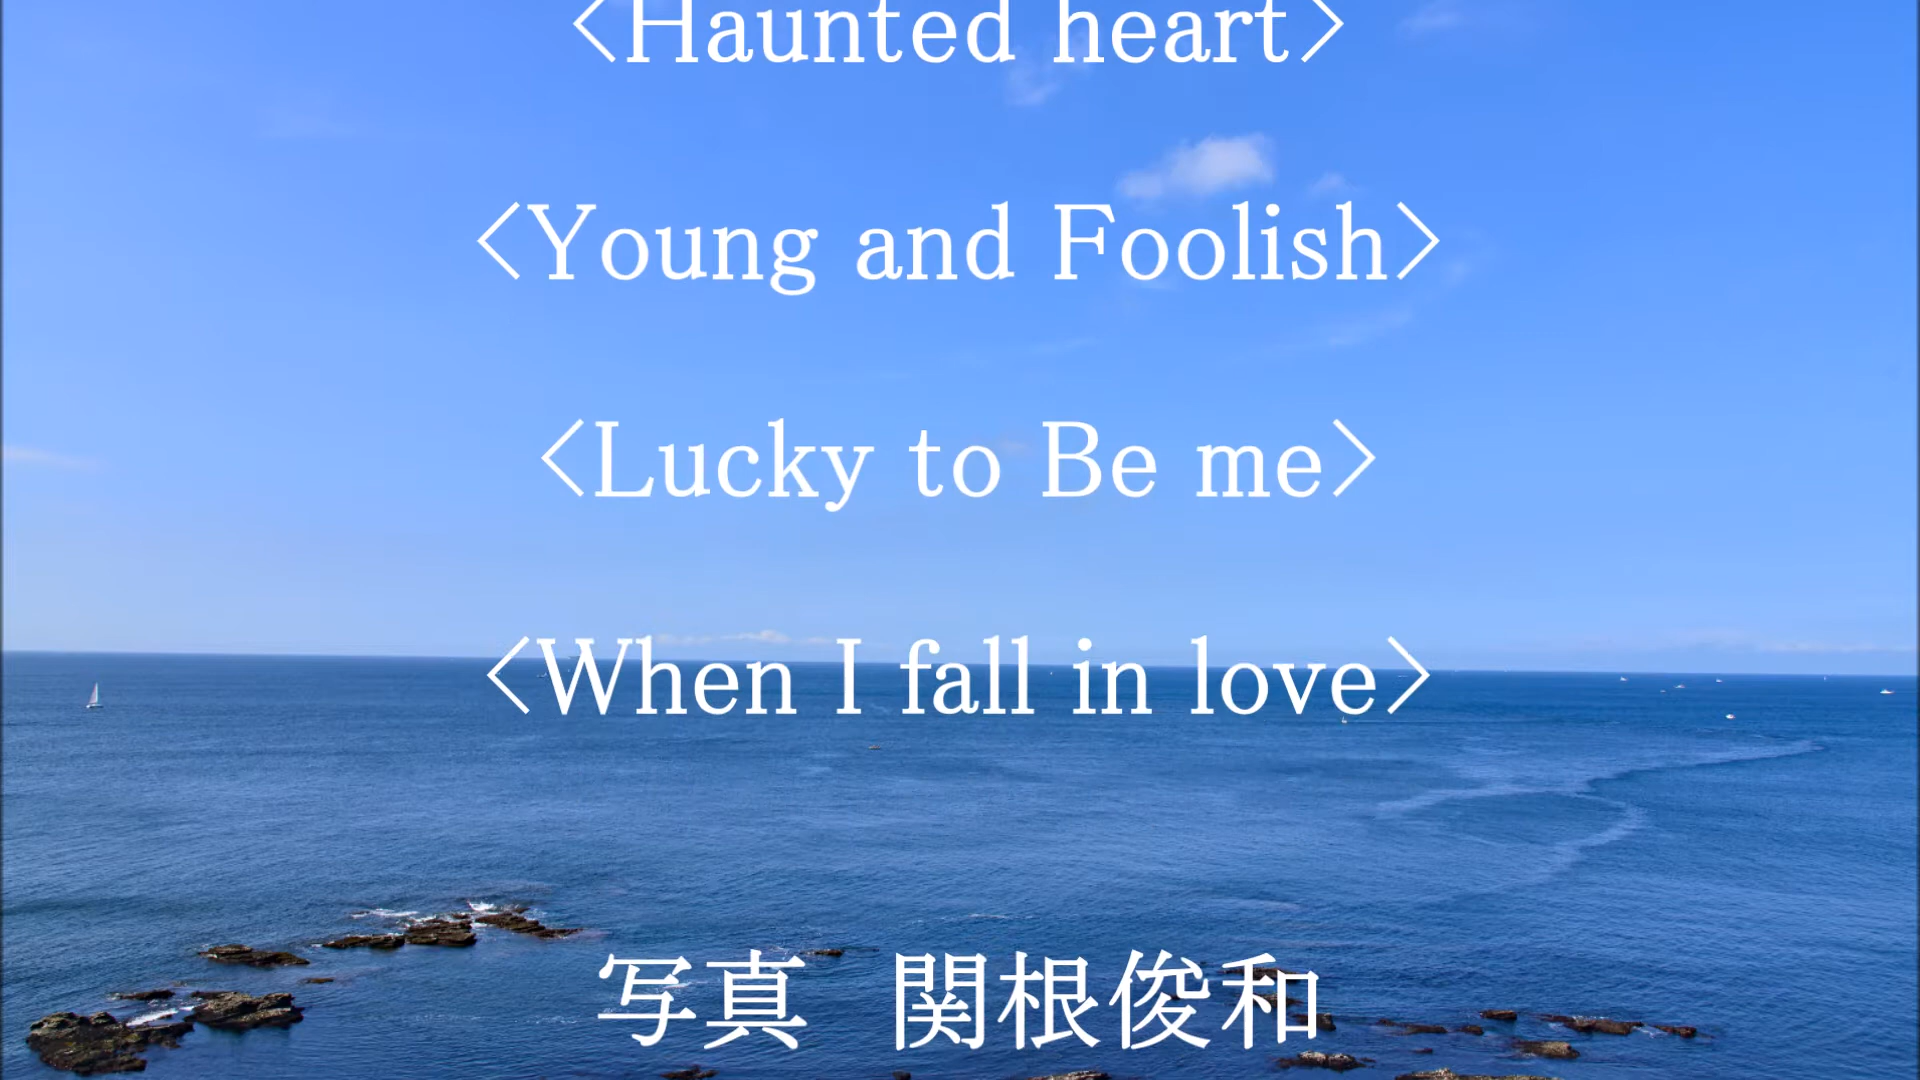 〈Haunted heart〉
〈Young and Foolish〉
〈Lucky to Be me〉
〈When I fall in love〉
写真　関根俊和